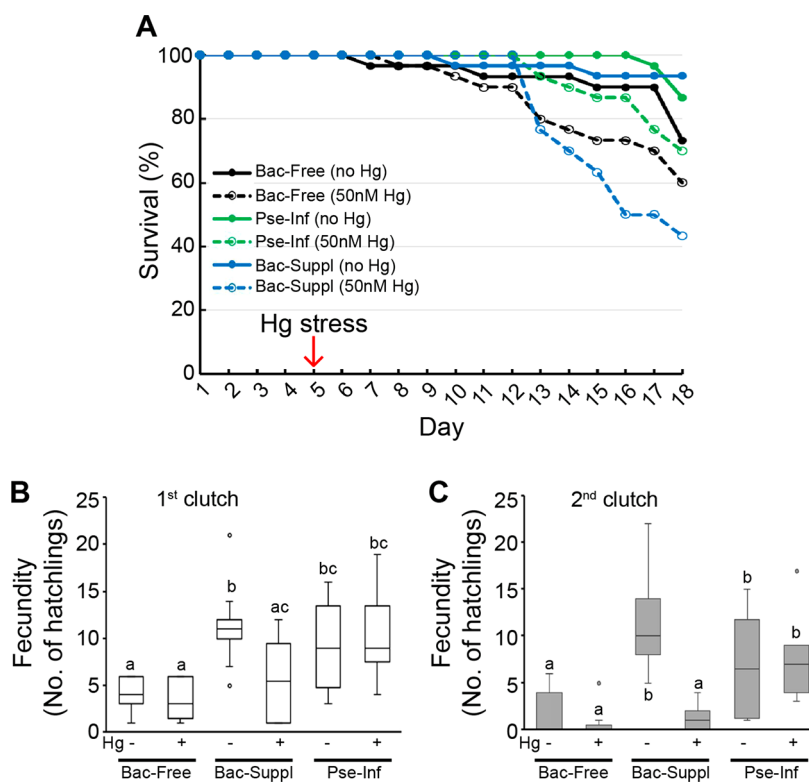 A
100
80
60
40
20
0
Survival (%)
Bac-Free (no Hg)
Bac-Free (50nM Hg)
Pse-Inf (no Hg)
Pse-Inf (50nM Hg)
Bac-Suppl (no Hg)
Bac-Suppl (50nM Hg)
Hg stress
1 2 3 4 5 6 7 8 9 10 11 12 13 14 15 16 17 18
Day
B
1st clutch
25
20
15
10
5
0
Fecundity
(No. of hatchlings)
a a b ac bc bc
Hg - + - + - +
Bac-Free Bac-Suppl Pse-Inf
C
2nd clutch
25
20
15
10
5
0
Fecundity
(No. of hatchlings)
a a b a b b
Hg - + - + - +
Bac-Free Bac-Suppl Pse-Inf